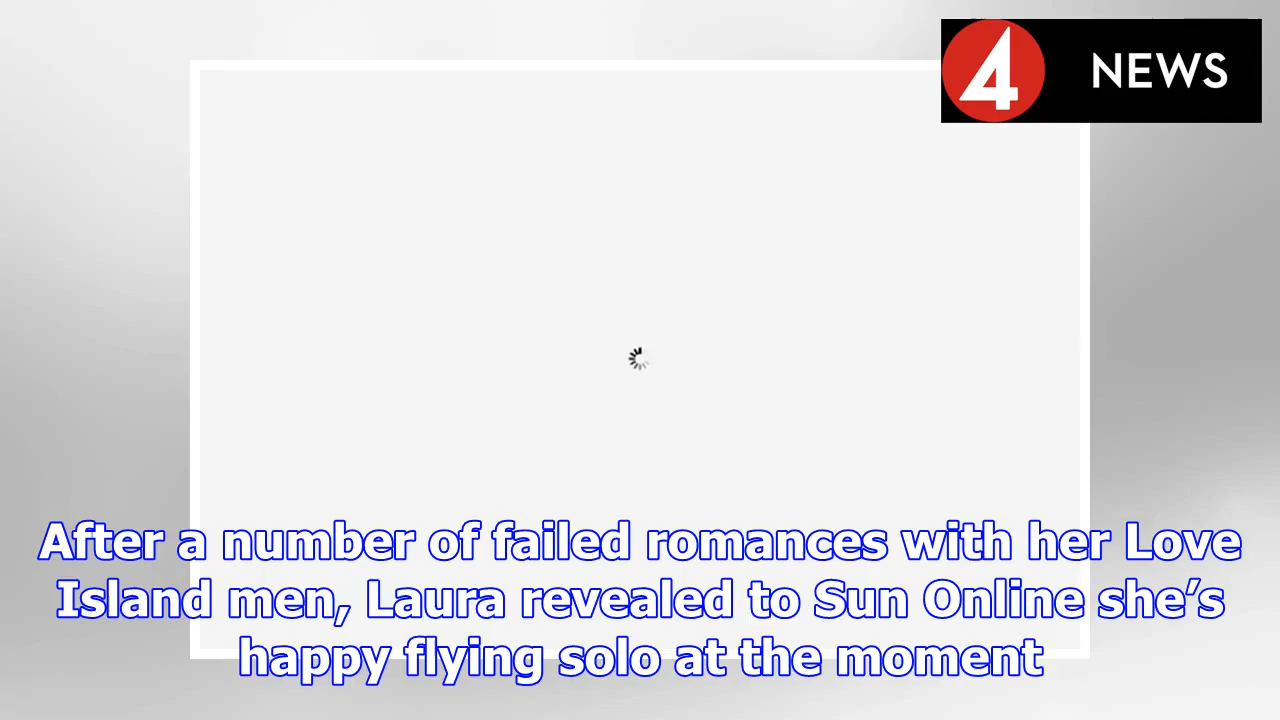 4 NEWS
After a number of failed romances with her Love
Island men, Laura revealed to Sun Online she’s
happy flying solo at the moment